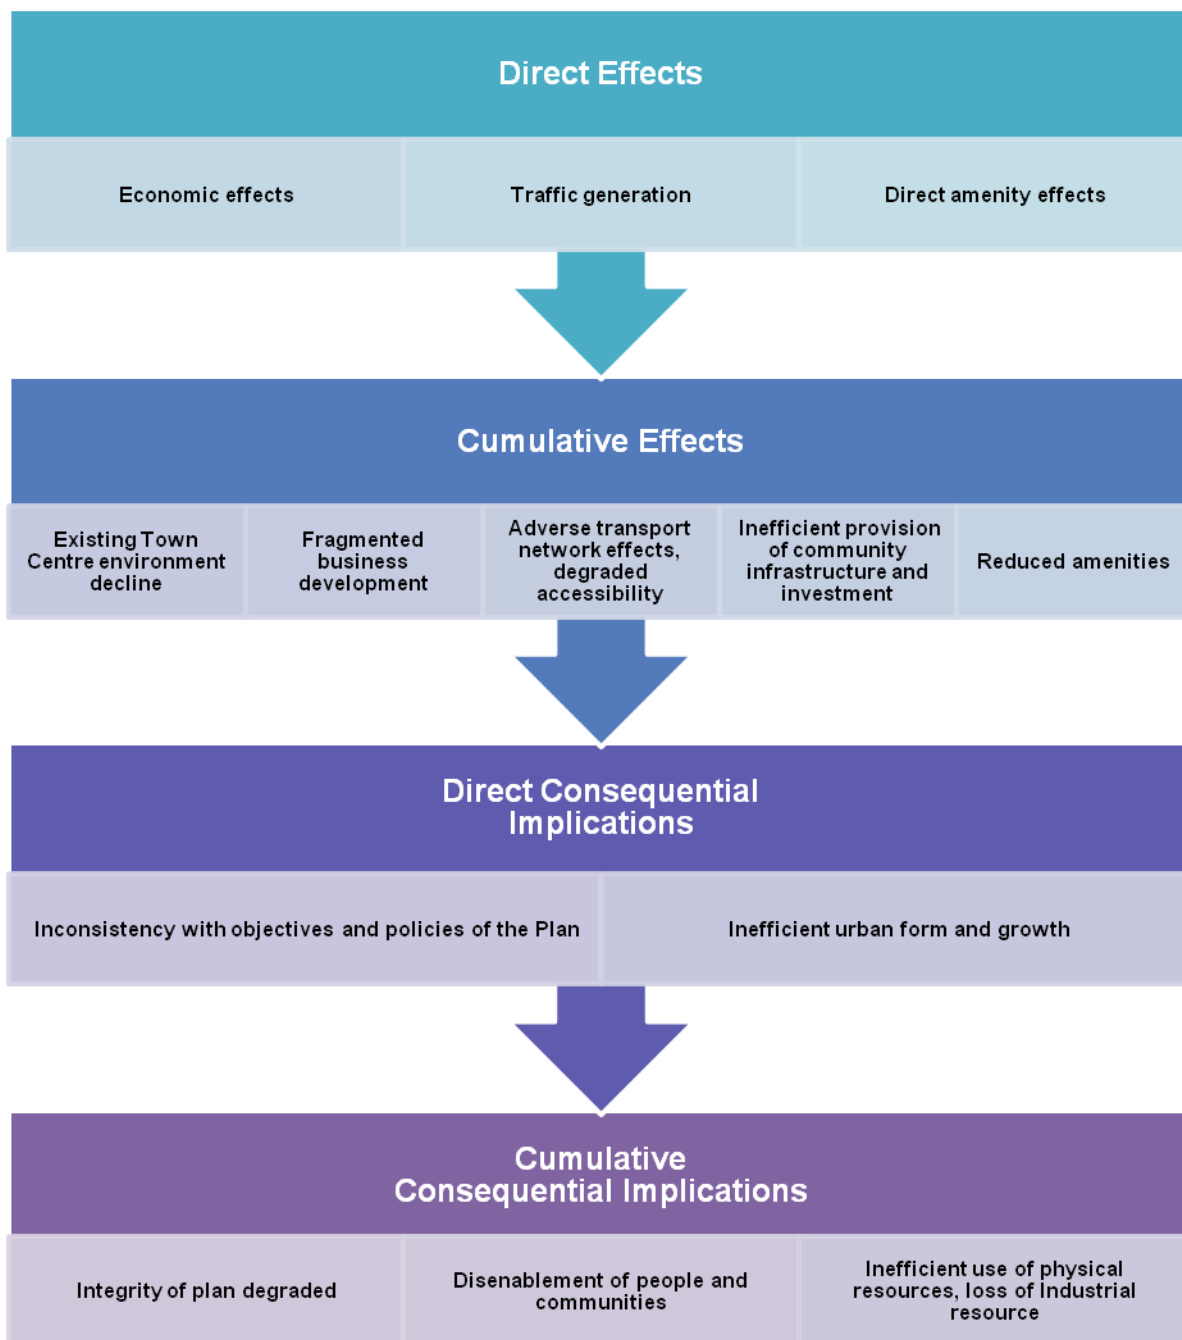 Direct Effects
Economic effects
Traffic generation
Direct amenity effects
Cumulative Effects
Existing Town
Centre environment
decline
Fragmented
business
development
Adverse transport
network effects,
degraded
accessibility
Inefficient provision
of community
infrastructure and
investment
Reduced amenities
Direct Consequential
Implications
Inconsistency with objectives and policies of the Plan
Inefficient urban form and growth
Cumulative
Consequential Implications
Integrity of plan degraded
Disenablement of people and
communities
Inefficient use of physical
resources, loss of Industrial
resource